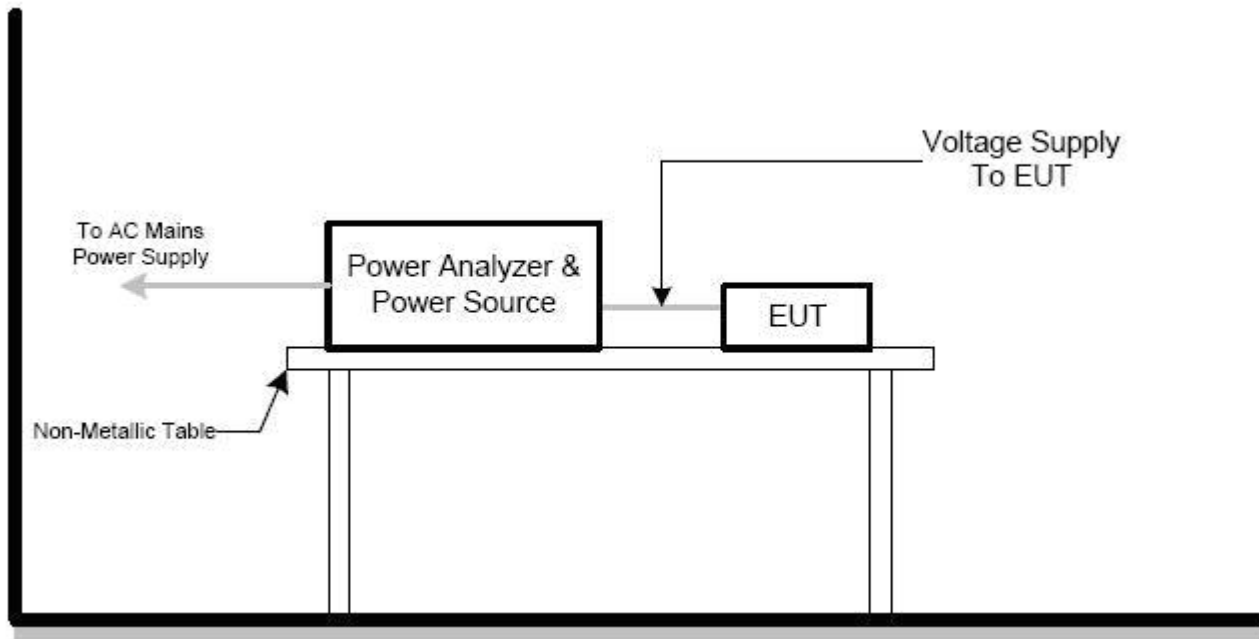 Voltage Supply
To EUT
To AC Mains
Power Supply
Power Analyzer &
Power Source
EUT
Non-Metallic Table